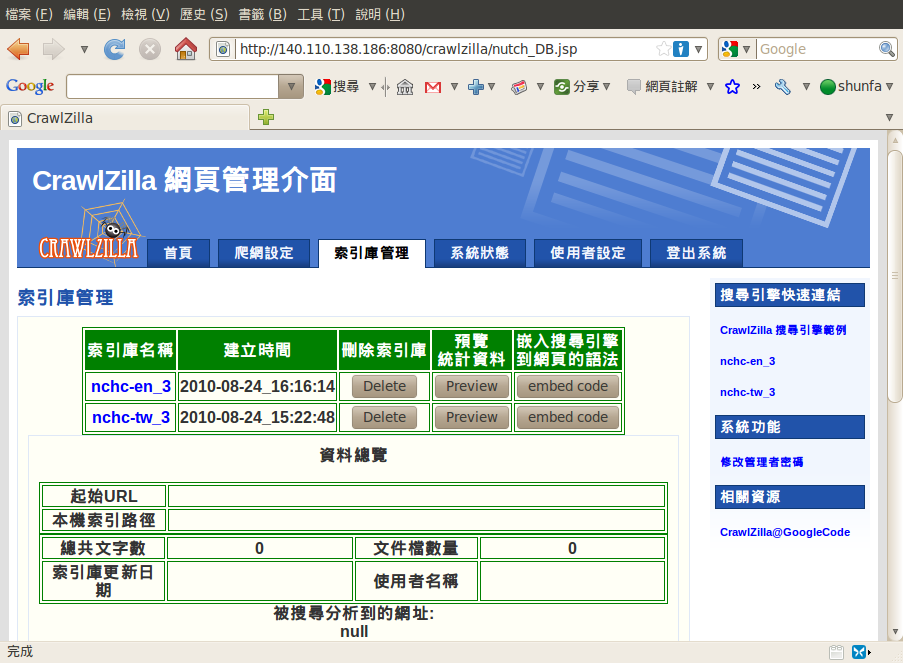 檔案 (F) 編輯 (E) 檢視 (V) 歷史 (S) 書籤 (B) 工具 (T) 說明 (H)
http://140.110.138.186:8080/crawlzilla/nutch_DB.jsp
Google
Google 搜尋 分享 網頁註解 » shunfa
CrawlZilla
CrawlZilla 網頁管理介面
CRAWLZILLA
首頁 爬網設定 索引庫管理 系統狀態 使用者設定 登出系統
索引庫管理
索引庫名稱 建立時間 刪除索引庫 預覽 統計資料 嵌入搜尋引擎 到網頁的語法
nchc-en_3 2010-08-24_16:16:14 Delete Preview embed code
nchc-tw_3 2010-08-24_15:22:48 Delete Preview embed code
資料總覽
起始URL
本機索引路徑
總共文字數 0 文件檔數量 0
索引庫更新日期 使用者名稱
被搜尋分析到的網址:
null
搜尋引擎快速連結
CrawlZilla 搜尋引擎範例
nchc-en_3
nchc-tw_3
系統功能
修改管理者密碼
相關資源
CrawlZilla@GoogleCode
完成